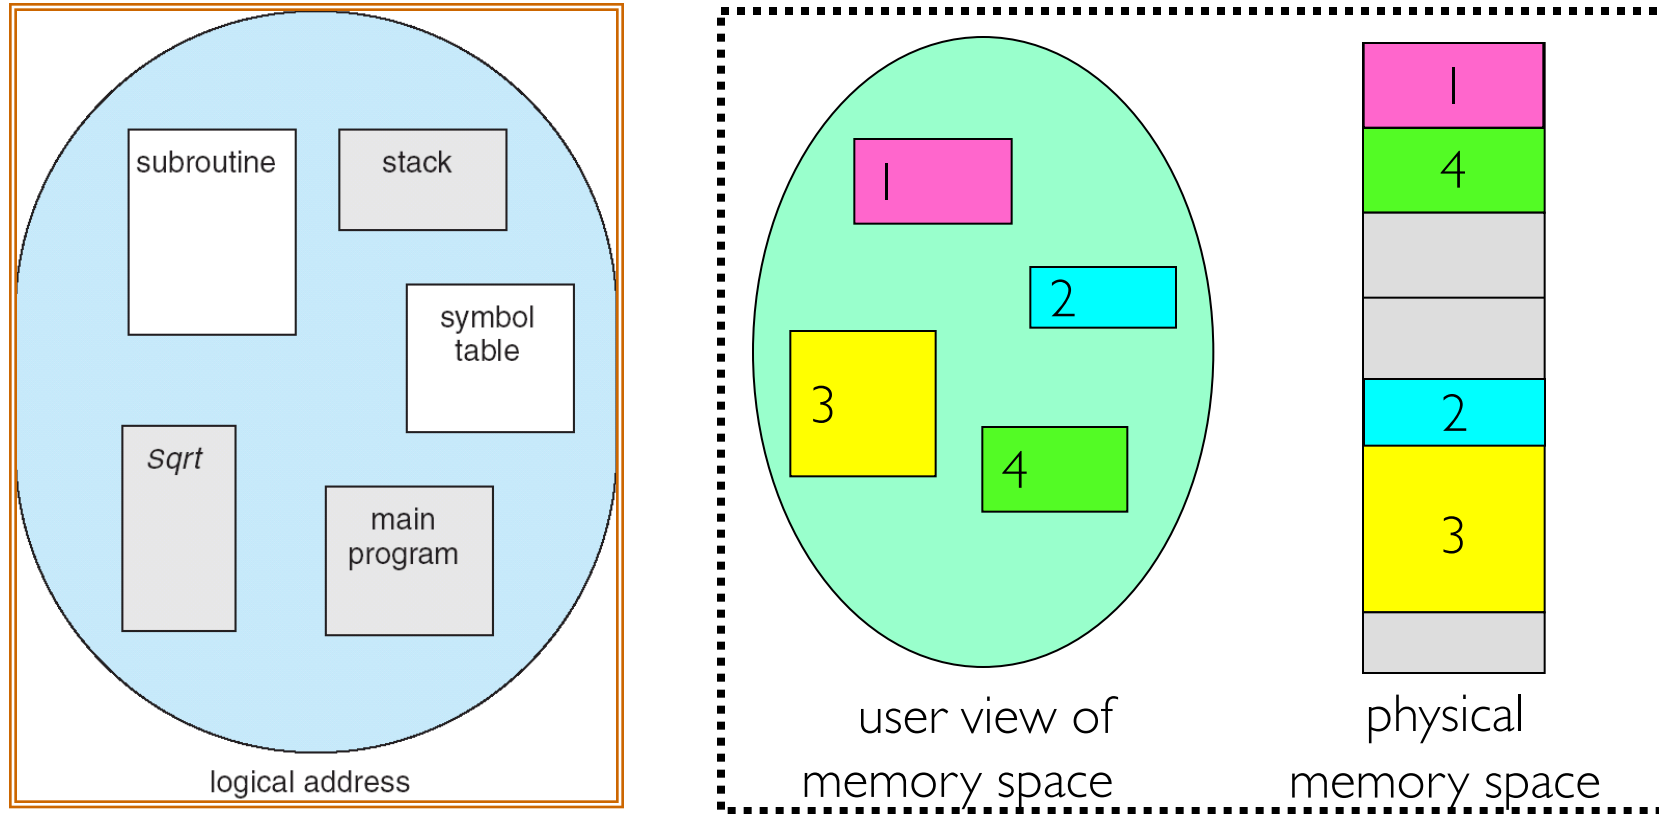 subroutine
stack
symbol
table
Sqrt
main
program
logical address
1
2
3
4
user view of
memory space
1
4
2
3
physical
memory space